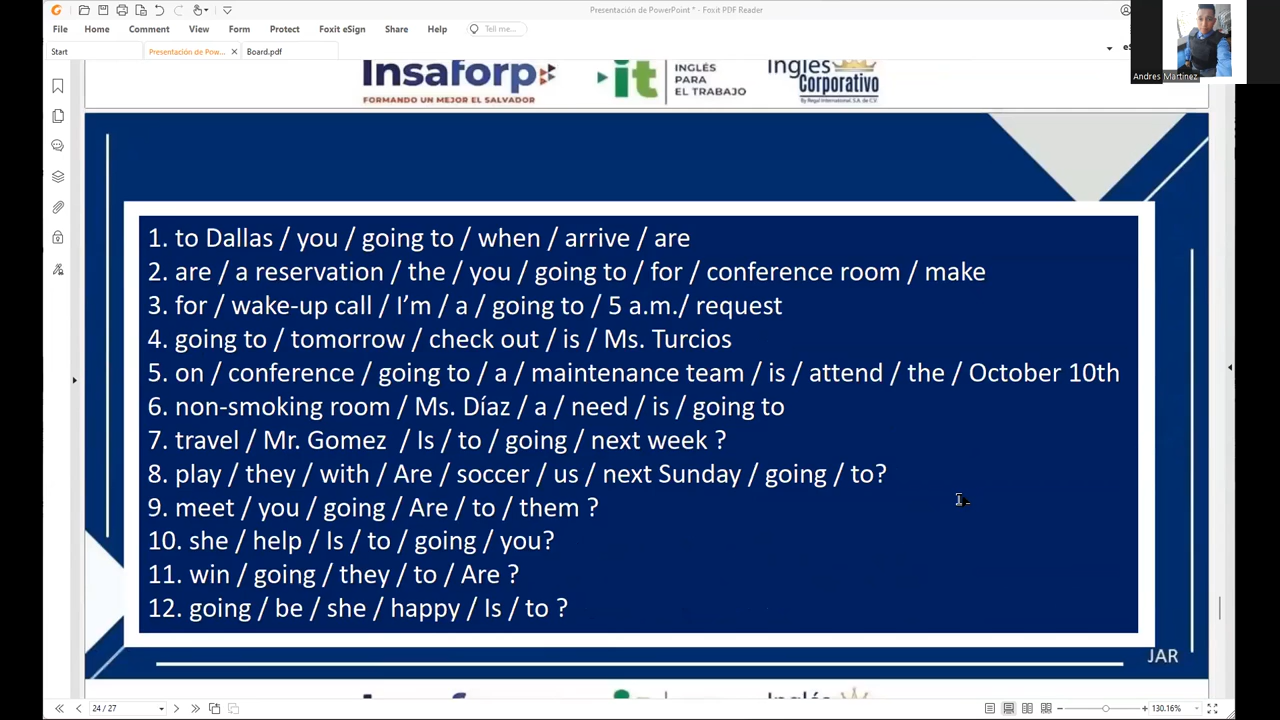 Presentación de PowerPoint * - Foxit PDF Reader
File Home Comment View Form Protect Foxit eSign Share Help Tell me...
Start Presentación de Pow... × Board.pdf
Andres Martinez
Insaforp
FORMANDO UN MEJOR EL SALVADOR
it
INGLÉS
PARA
EL TRABAJO
Inglés
Corporativo
By Regal International, S.A. de C.V.
1. to Dallas / you / going to / when / arrive / are
2. are / a reservation / the / you / going to / for / conference room / make
3. for / wake-up call / I’m / a / going to / 5 a.m./ request
4. going to / tomorrow / check out / is / Ms. Turcios
5. on / conference / going to / a / maintenance team / is / attend / the / October 10th
6. non-smoking room / Ms. Díaz / a / need / is / going to
7. travel / Mr. Gomez / Is / to / going / next week ?
8. play / they / with / Are / soccer / us / next Sunday / going / to?
9. meet / you / going / Are / to / them ?
10. she / help / Is / to / going / you?
11. win / going / they / to / Are ?
12. going / be / she / happy / Is / to ?
JAR
24 / 27
130.16%